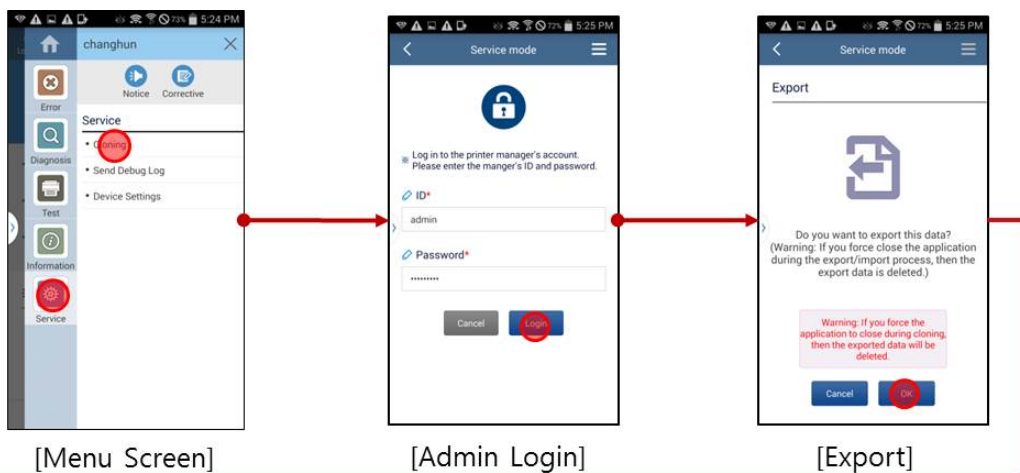 73% 5:24 PM
changhun
Notice Corrective
Error
Service
Cloning
Diagnosis
• Send Debug Log
• Device Settings
Test
Information
Service
[Menu Screen]
72% 5:25 PM
Service mode
※ Log in to the printer manager's account.
Please enter the manger's ID and password.
ID*
admin
Password*
•••••••••
Cancel Login
[Admin Login]
72% 5:25 PM
Service mode
Export
Do you want to export this data?
(Warning: If you force close the application
during the export/import process, then the
export data is deleted.)
Warning: If you force the
application to close during cloning,
then the exported data will be
deleted.
Cancel OK
[Export]